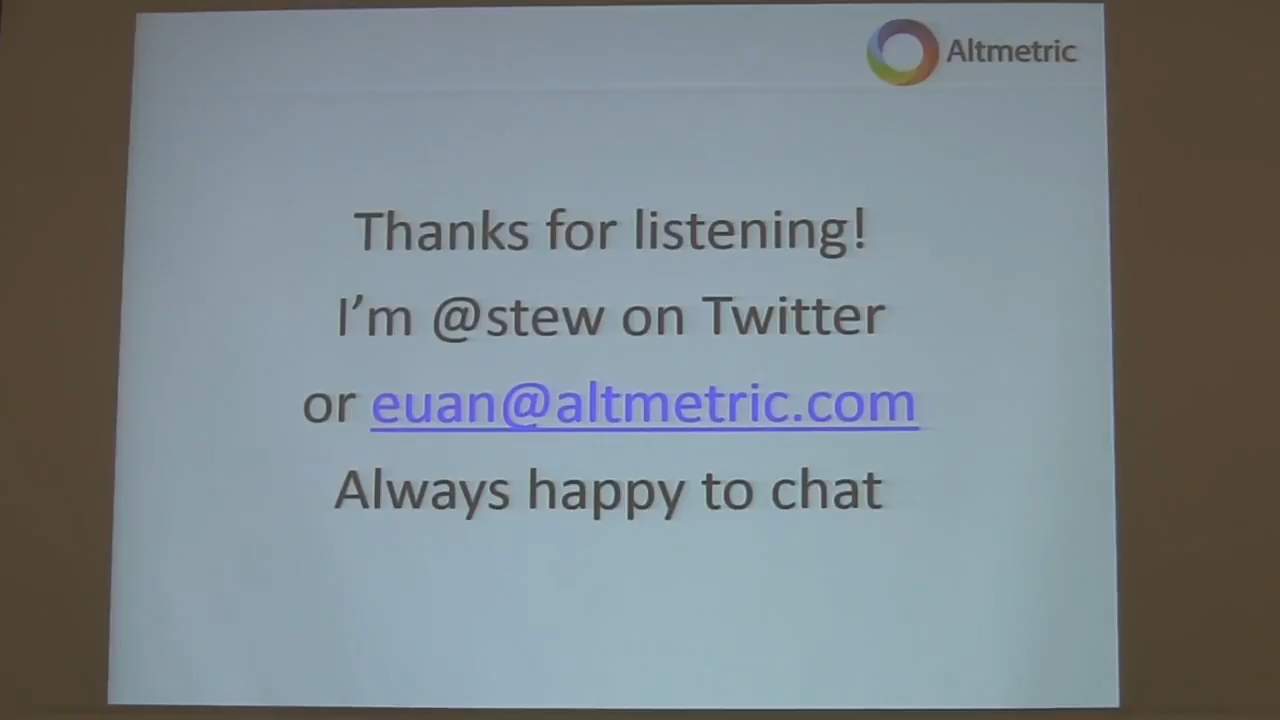 Altmetric
Thanks for listening!
I'm @stew on Twitter
or euan@altmetric.com
Always happy to chat